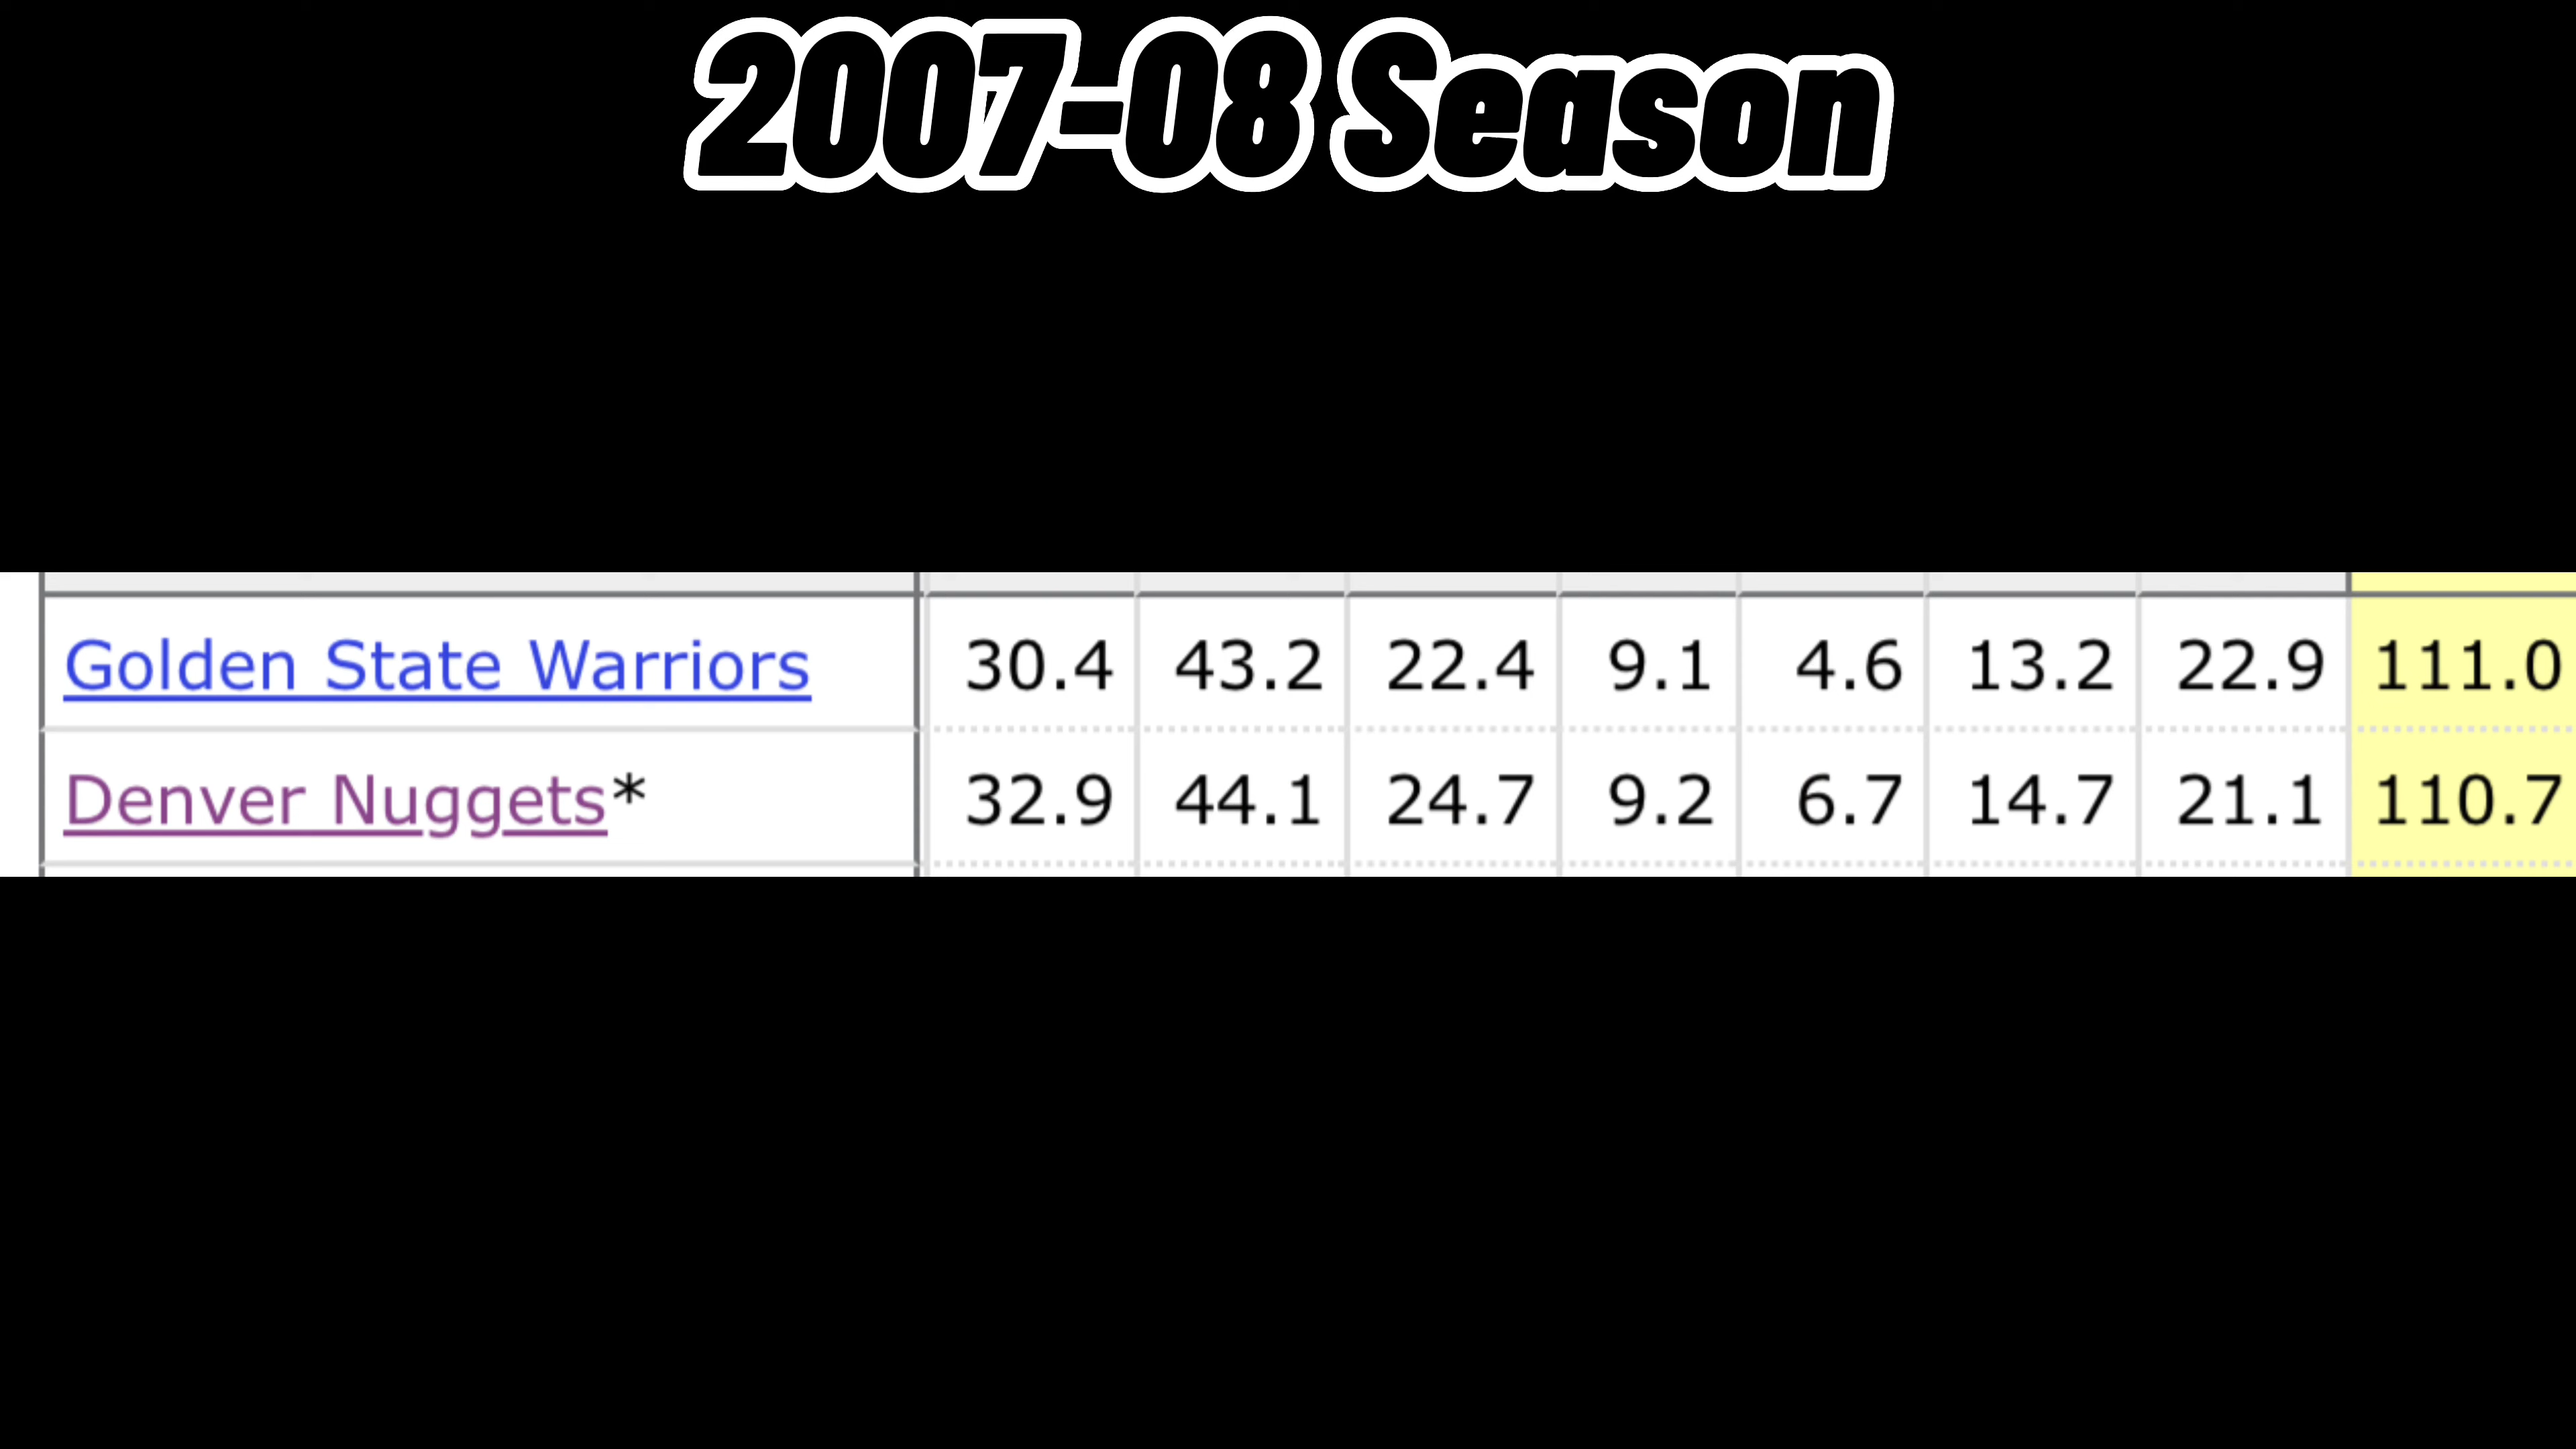 2007-08 Season
Golden State Warriors 30.4 43.2 22.4 9.1 4.6 13.2 22.9 111.0
Denver Nuggets* 32.9 44.1 24.7 9.2 6.7 14.7 21.1 110.7